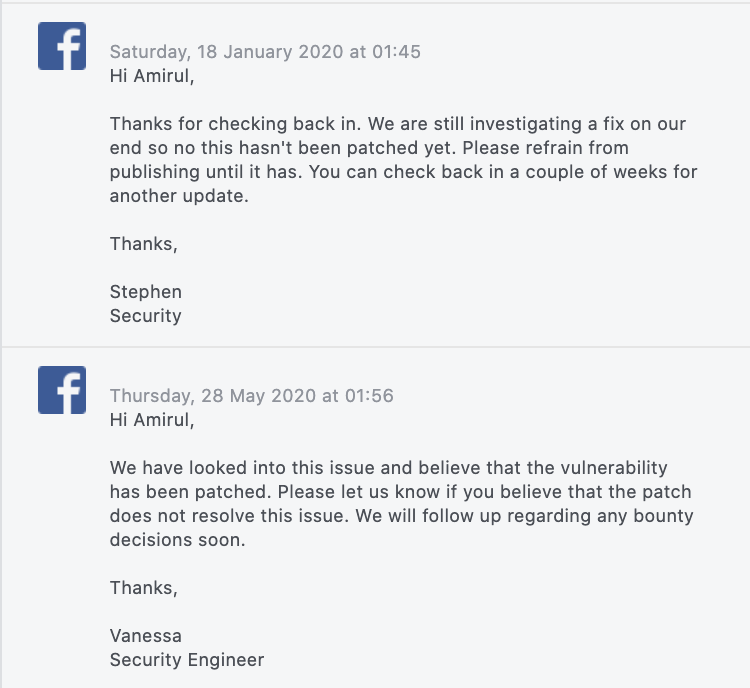 Saturday, 18 January 2020 at 01:45
Hi Amirul,
Thanks for checking back in. We are still investigating a fix on our
end so no this hasn't been patched yet. Please refrain from
publishing until it has. You can check back in a couple of weeks for
another update.
Thanks,
Stephen
Security
Thursday, 28 May 2020 at 01:56
Hi Amirul,
We have looked into this issue and believe that the vulnerability
has been patched. Please let us know if you believe that the patch
does not resolve this issue. We will follow up regarding any bounty
decisions soon.
Thanks,
Vanessa
Security Engineer